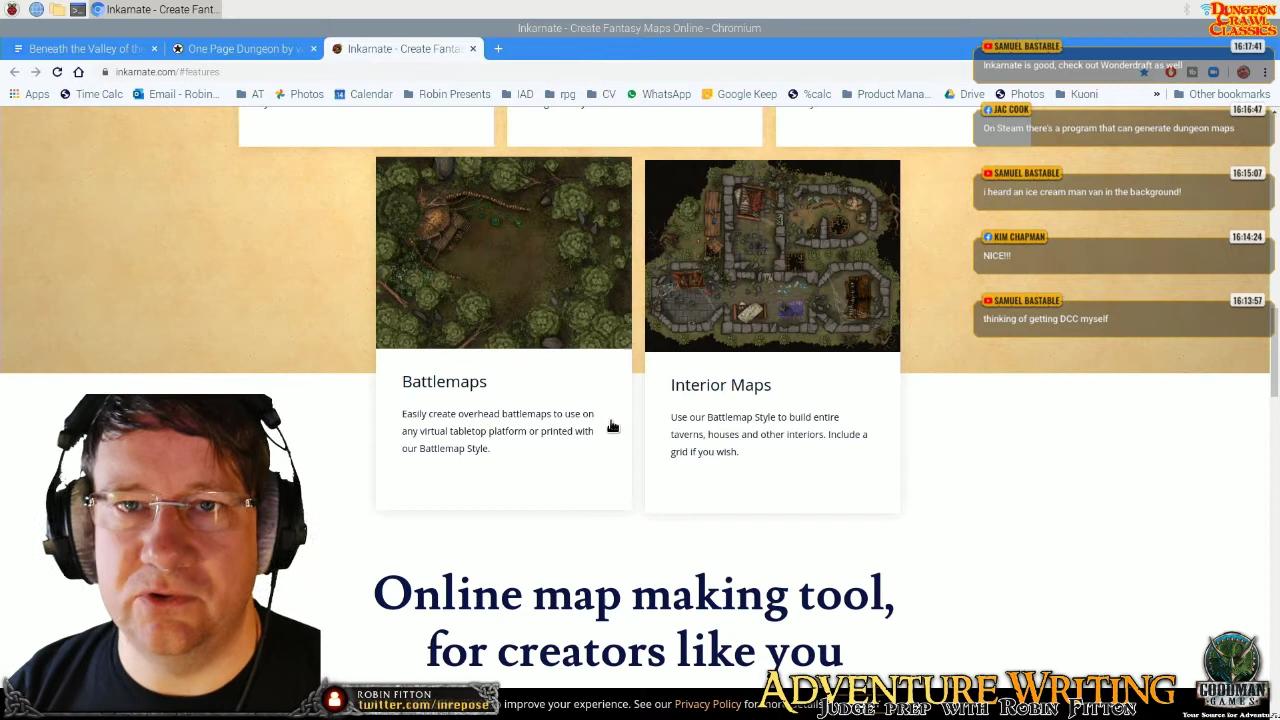 Inkarnate - Create Fant...
DUNGEON
CRAWL
CLASSICS
Inkarnate - Create Fantasy Maps Online - Chromium
Beneath the Valley of the
One Page Dungeon by
Inkarnate - Create Fantas
SAMUEL BASTABLE
16:17:41
Inkarnate is good, check out Wonderdraft as well
inkarnate.com/#features
Apps
Time Calc
Email - Robin...
AT
Photos
Calendar
Robin Presents
IAD
rpg
CV
WhatsApp
Google Keep
%calc
Product Mana...
Drive
Photos
Kuoni
»
Other bookmarks
JAC COOK
16:16:47
On Steam there's a program that can generate dungeon maps
SAMUEL BASTABLE
16:15:07
i heard an ice cream man van in the background!
KIM CHAPMAN
16:14:24
NICE!!!
SAMUEL BASTABLE
16:13:57
thinking of getting DCC myself
Battlemaps
Easily create overhead battlemaps to use on
any virtual tabletop platform or printed with
our Battlemap Style.
Interior Maps
Use our Battlemap Style to build entire
taverns, houses and other interiors. Include a
grid if you wish.
Online map making tool,
for creators like you
ROBIN FITTON
twitter.com/inrepose
to improve your experience. See our Privacy Policy for
ADVENTURE WRITING
JUDGE PREP WITH ROBIN FITTON
GOODMAN
GAMES
Your Source for Adventure